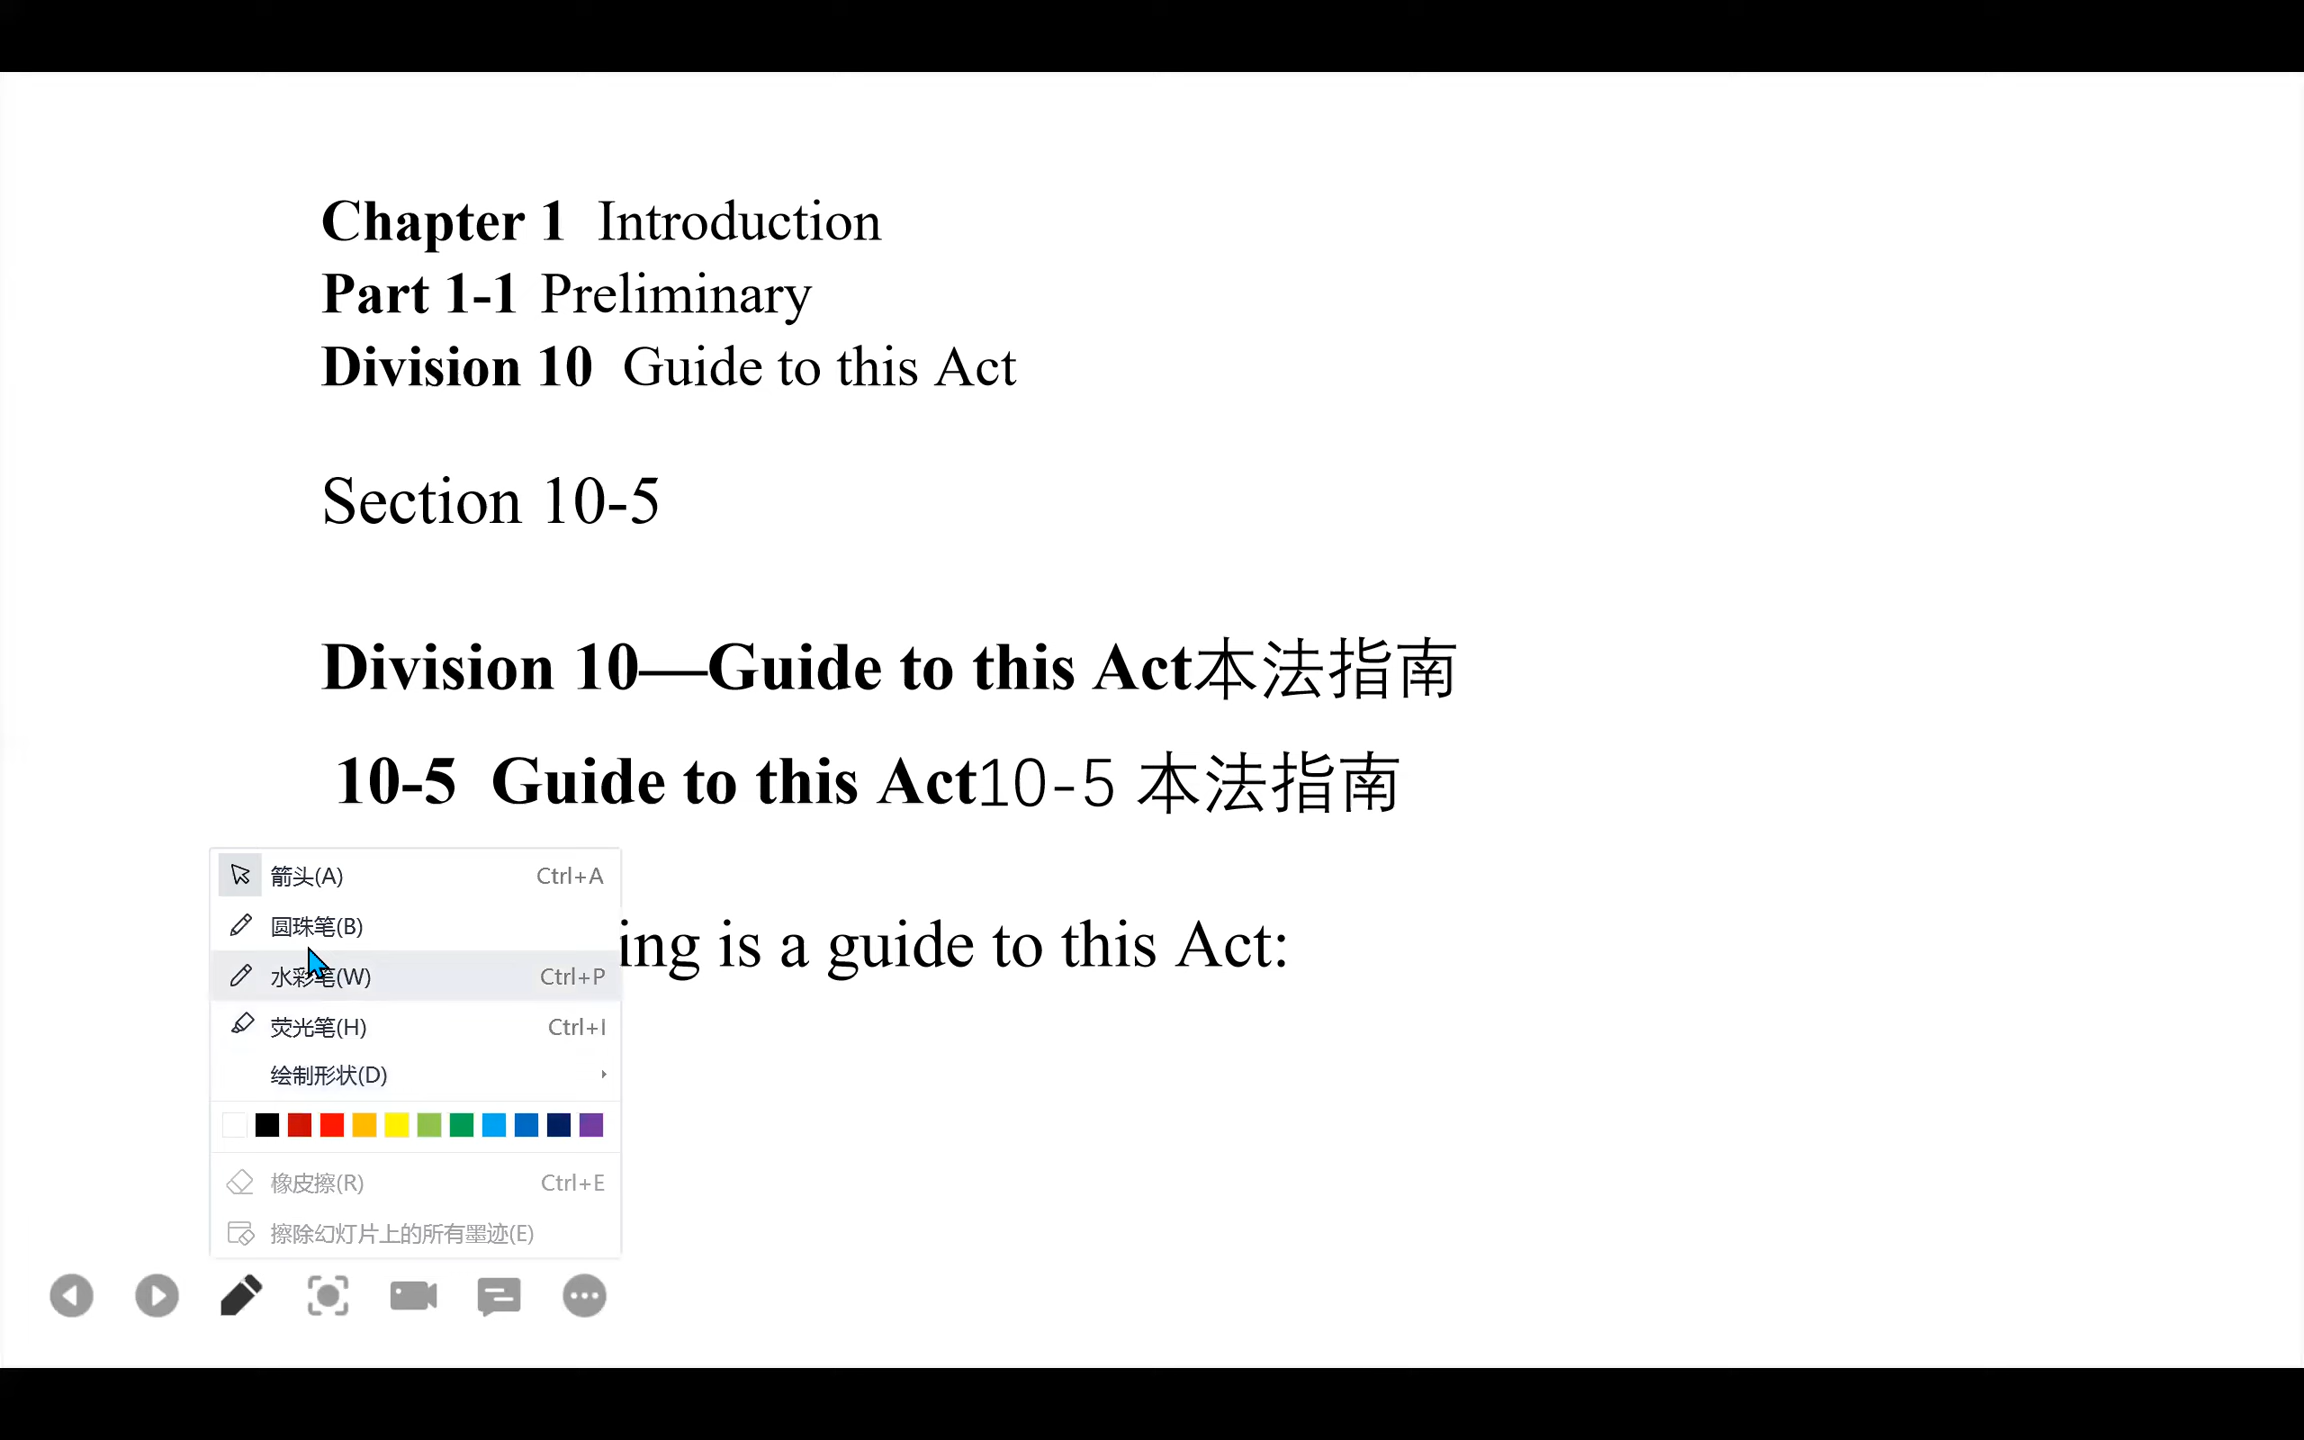 Chapter 1 Introduction
Part 1-1 Preliminary
Division 10 Guide to this Act
Section 10-5
Division 10—Guide to this Act本法指南
10-5 Guide to this Act10-5 本法指南
ing is a guide to this Act:
箭头(A) Ctrl+A
圆珠笔(B)
水彩笔(W) Ctrl+P
荧光笔(H) Ctrl+I
绘制形状(D)
橡皮擦(R) Ctrl+E
擦除幻灯片上的所有墨迹(E)